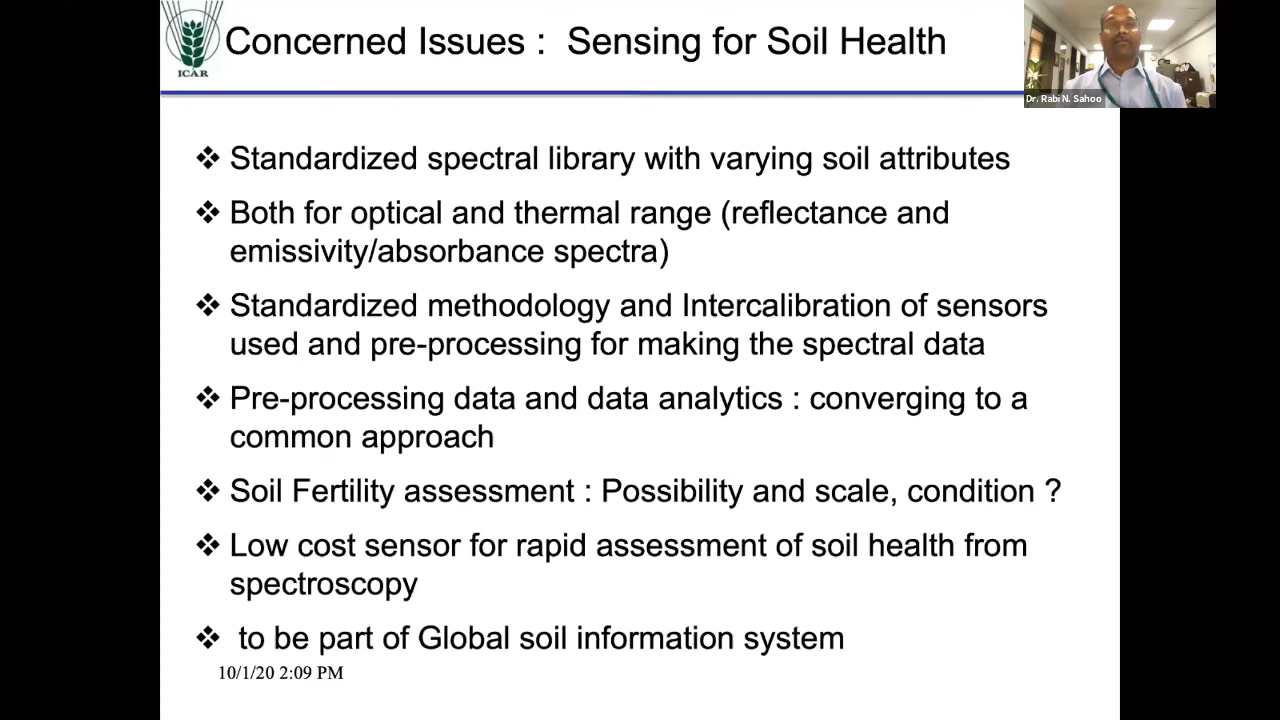 ICAR
Concerned Issues :  Sensing for Soil Health
Dr. Rabi N. Sahoo
❖ Standardized spectral library with varying soil attributes
❖ Both for optical and thermal range (reflectance and
emissivity/absorbance spectra)
❖ Standardized methodology and Intercalibration of sensors
used and pre-processing for making the spectral data
❖ Pre-processing data and data analytics : converging to a
common approach
❖ Soil Fertility assessment : Possibility and scale, condition ?
❖ Low cost sensor for rapid assessment of soil health from
spectroscopy
❖ to be part of Global soil information system
10/1/20 2:09 PM